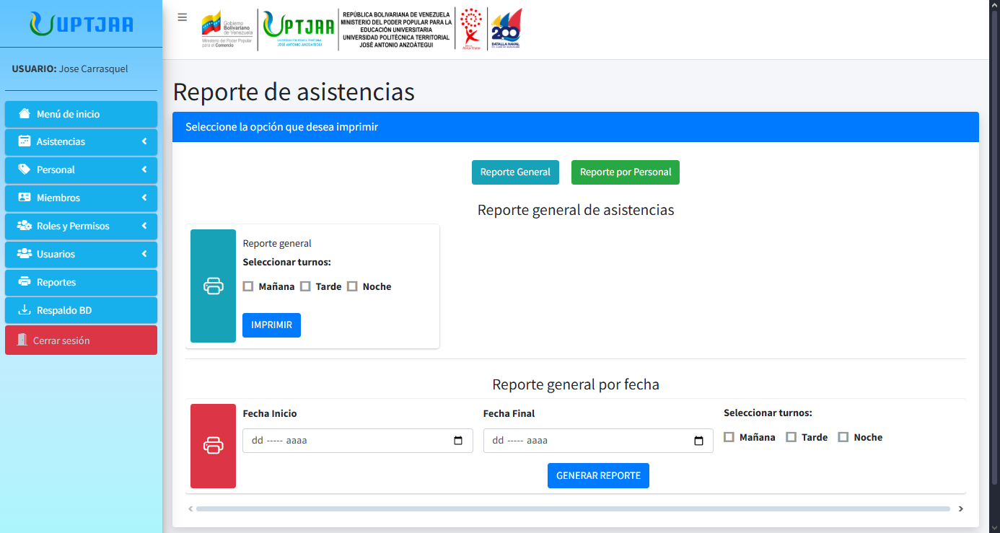 UPTJAA
USUARIO: Jose Carrasquel
Menú de inicio
Asistencias
Personal
Miembros
Roles y Permisos
Usuarios
Reportes
Respaldo BD
Cerrar sesión
Gobierno
Bolivariano
de Venezuela
Ministerio del Poder Popular
para el Comercio
UPTJAA
UNIVERSIDAD POLITÉCNICA TERRITORIAL
JOSÉ ANTONIO ANZOÁTEGUI
REPÚBLICA BOLIVARIANA DE VENEZUELA
MINISTERIO DEL PODER POPULAR PARA LA
EDUCACIÓN UNIVERSITARIA
UNIVERSIDAD POLITÉCNICA TERRITORIAL
JOSÉ ANTONIO ANZOÁTEGUI
Alma Mater
200
BATALLA NAVAL
Reporte de asistencias
Seleccione la opción que desea imprimir
Reporte General
Reporte por Personal
Reporte general de asistencias
Reporte general
Seleccionar turnos:
Mañana Tarde Noche
IMPRIMIR
Reporte general por fecha
Fecha Inicio
dd ----- aaaa
Fecha Final
dd ----- aaaa
Seleccionar turnos:
Mañana Tarde Noche
GENERAR REPORTE